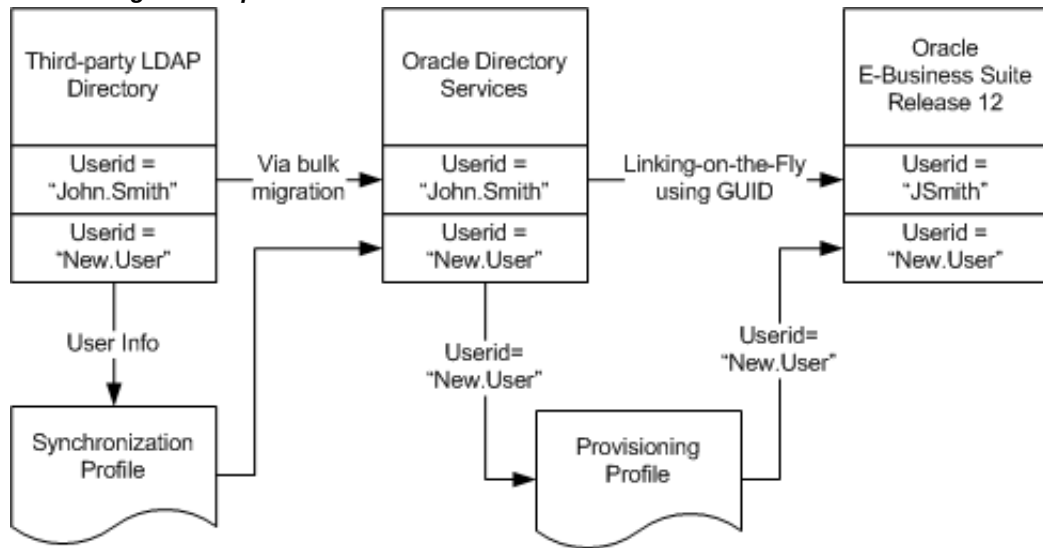 Third-party LDAP
Directory
Oracle Directory
Services
Oracle
E-Business Suite
Release 12
Userid =
“John.Smith”
Via bulk
migration
Userid =
“John.Smith”
Linking-on-the-Fly
using GUID
Userid =
“JSmith”
Userid =
“New.User”
Userid =
“New.User”
Userid =
“New.User”
User Info
Userid=
“New.User”
Userid=
“New.User”
Synchronization
Profile
Provisioning
Profile